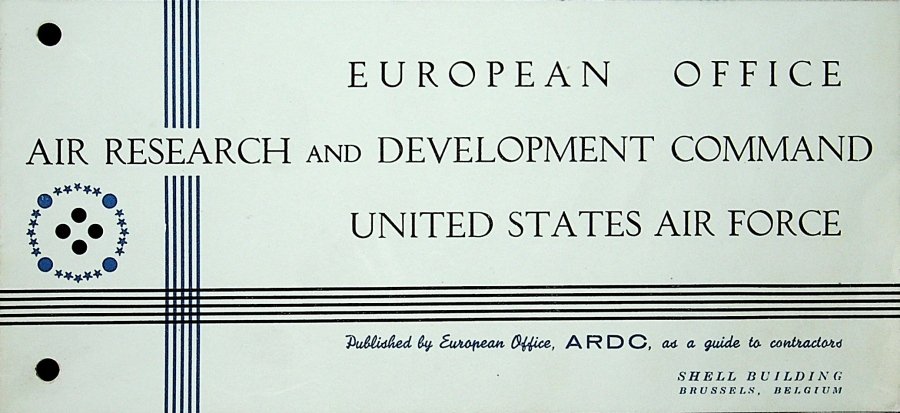 EUROPEAN OFFICE
AIR RESEARCH AND DEVELOPMENT COMMAND
UNITED STATES AIR FORCE
Published by European Office, ARDC, as a guide to contractors
SHELL BUILDING
BRUSSELS, BELGIUM